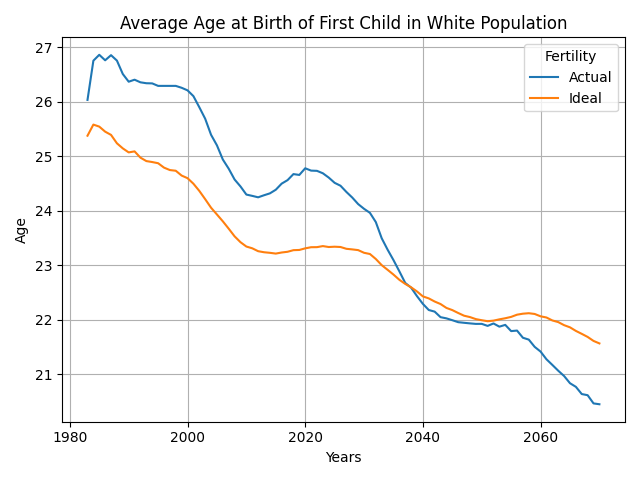 Average Age at Birth of First Child in White Population
Fertility
Actual
Ideal
Age
27
26
25
24
23
22
21
1980
2000
2020
2040
2060
Years